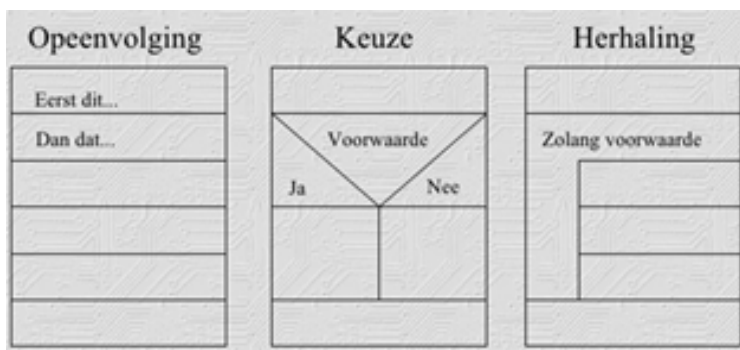 Opeenvolging
Eerst dit...
Dan dat...
Keuze
Voorwaarde
Ja
Nee
Herhaling
Zolang voorwaarde